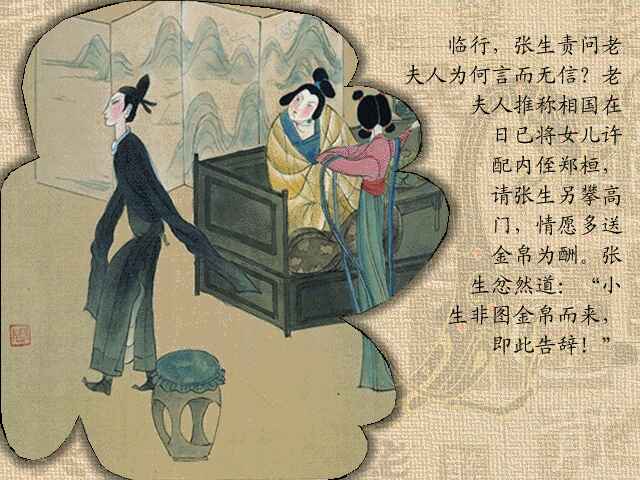 临行，张生责问老
夫人为何言而无信？老
夫人推称相国在
日已将女儿许
配内侄郑桓，
请张生另攀高
门，情愿多送
金帛为酬。张
生忿然道：“小
生非图金帛而来，
即此告辞！”